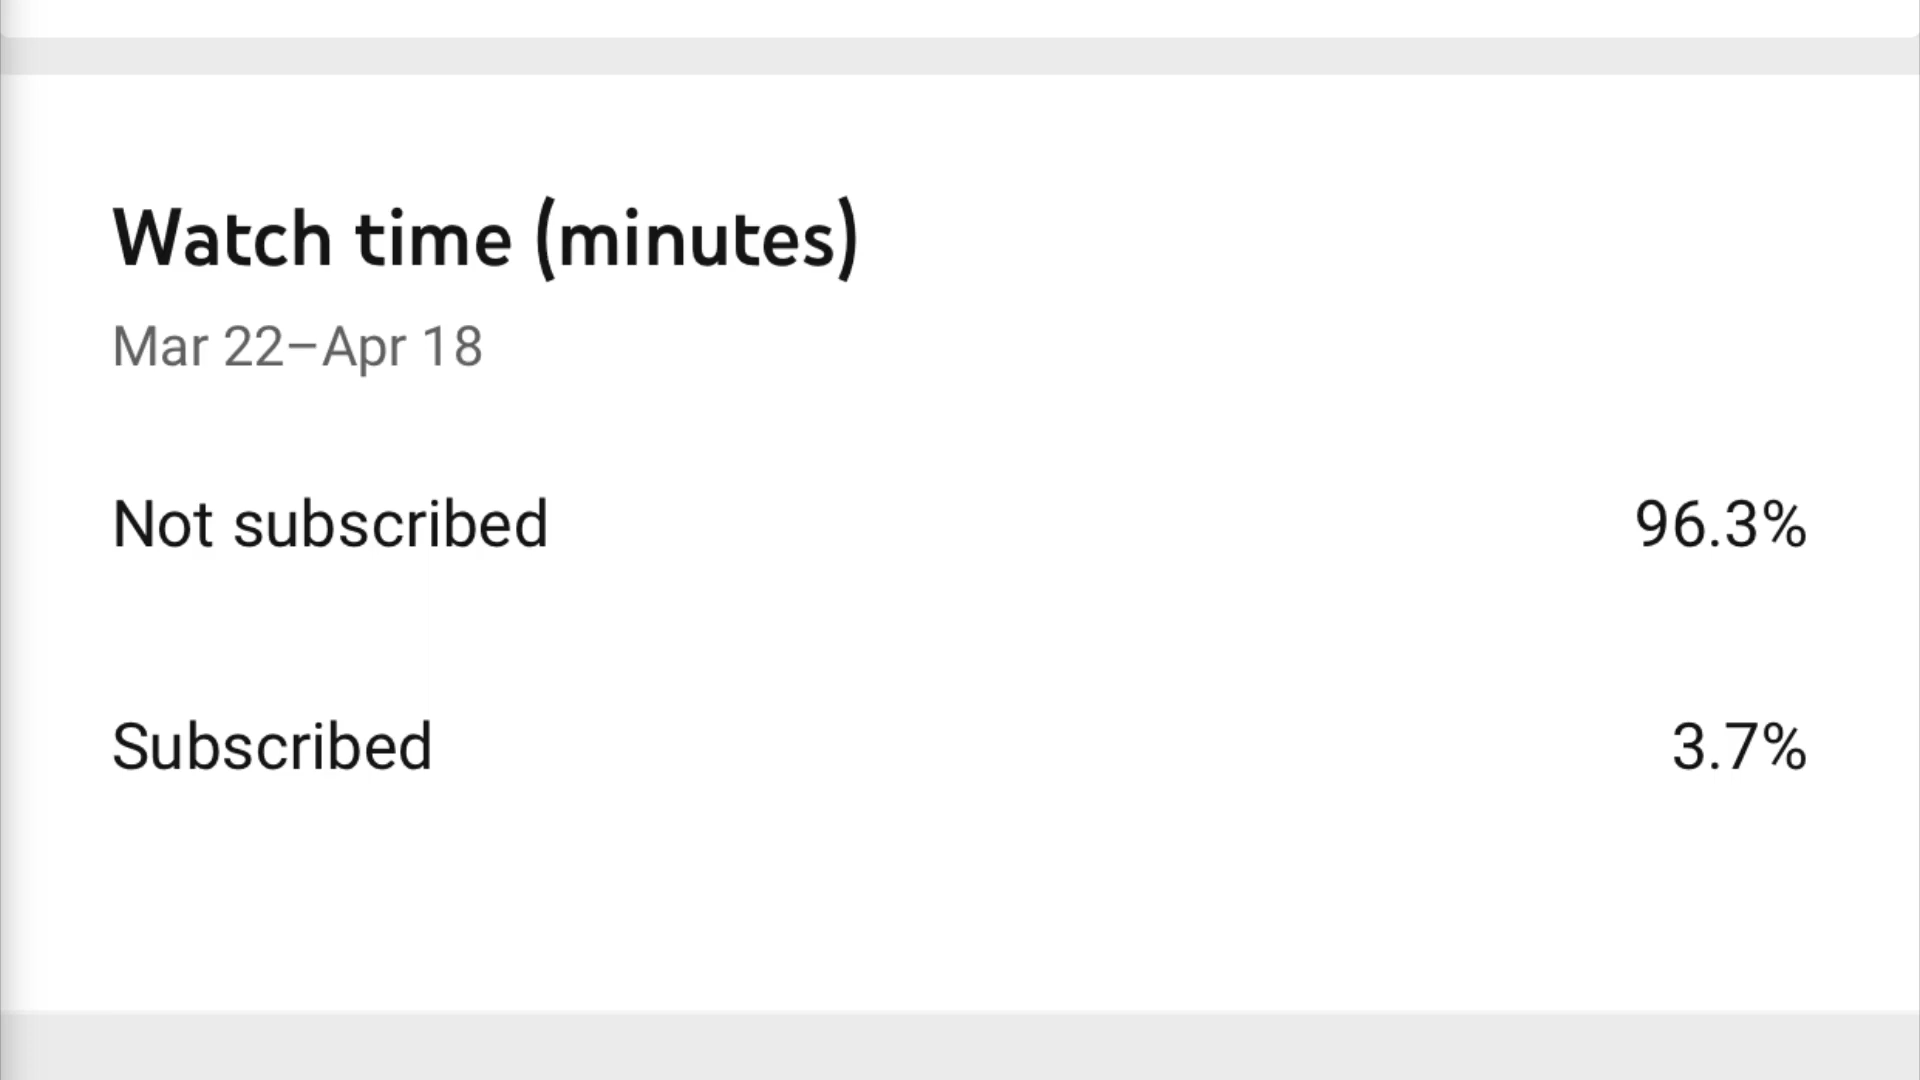 Watch time (minutes)
Mar 22–Apr 18
Not subscribed 96.3%
Subscribed 3.7%